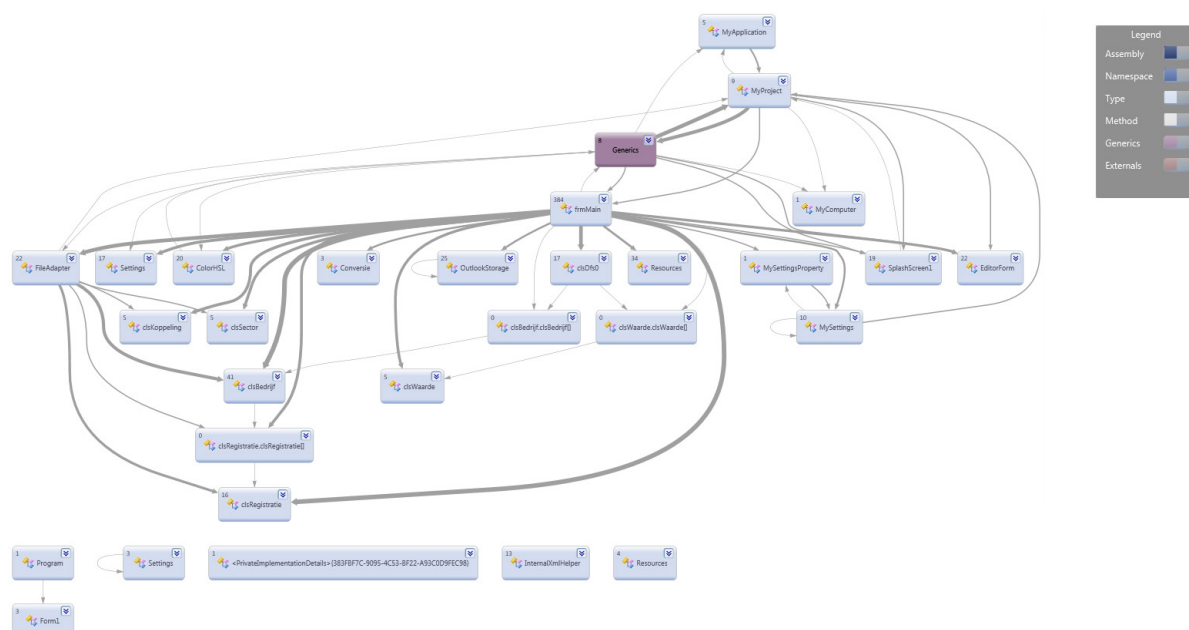 5
MyApplication
Legend
Assembly
Namespace
Type
Method
Generics
Externals
9
MyProject
8
Generics
384
frmMain
1
MyComputer
22
FileAdapter
17
Settings
20
ColorHSL
3
Conversie
25
OutlookStorage
17
clsDfs0
34
Resources
1
MySettingsProperty
19
SplashScreen1
22
EditorForm
5
clsKoppeling
5
clsSector
0
clsBedrijf.clsBedrijf[]
0
clsWaarde.clsWaarde[]
10
MySettings
41
clsBedrijf
5
clsWaarde
0
clsRegistratie.clsRegistratie[]
16
clsRegistratie
1
Program
3
Settings
1
<PrivateImplementationDetails>{383FBF7C-9095-4C53-BF22-A93C0D9FEC98}
13
InternalXmlHelper
4
Resources
3
Form1